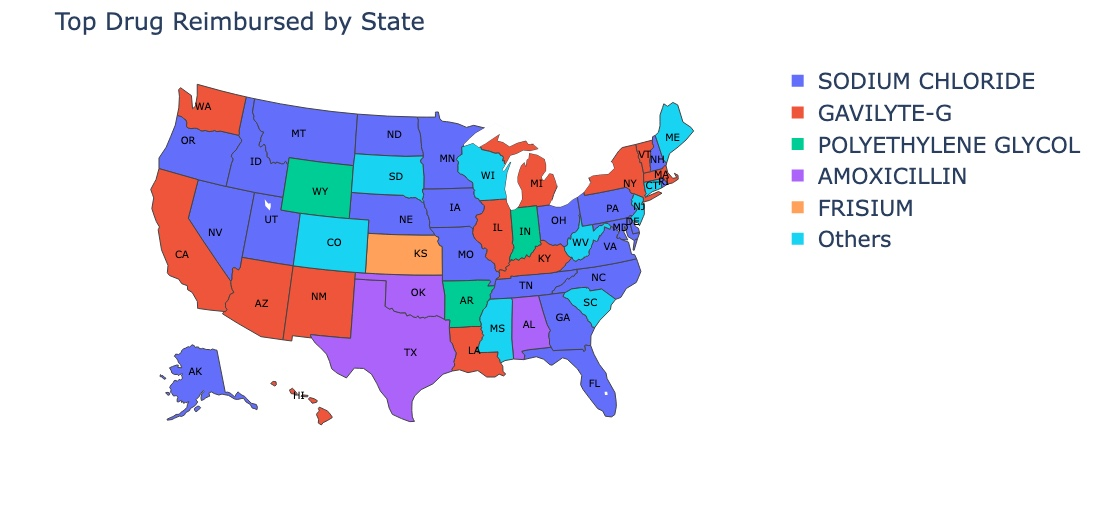 Top Drug Reimbursed by State
SODIUM CHLORIDE
GAVILYTE-G
POLYETHYLENE GLYCOL
AMOXICILLIN
FRISIUM
Others
WA
OR
MT
ID
ND
MN
SD
WI
MI
WY
ME
VT
NH
NY
MA
CT
RI
NV
UT
CO
NE
IA
IL
IN
OH
PA
NJ
DE
MD
WV
VA
CA
KS
MO
KY
AZ
NM
OK
AR
TN
NC
SC
TX
LA
MS
AL
GA
FL
AK
HI